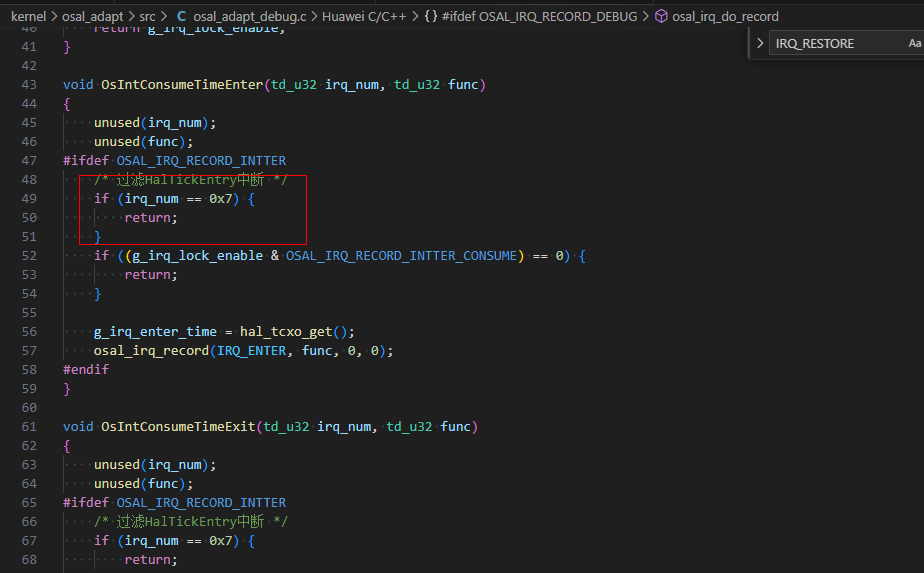 kernel > osal_adapt > src > C osal_adapt_debug.c > Huawei C/C++ > {} #ifdef OSAL_IRQ_RECORD_DEBUG > osal_irq_do_record
> IRQ_RESTORE Aa
40 return g_irq_lock_enable;
41 }
42
43 void OsIntConsumeTimeEnter(td_u32 irq_num, td_u32 func)
44 {
45 unused(irq_num);
46 unused(func);
47 #ifdef OSAL_IRQ_RECORD_INTTER
48 /* 过滤HalTickEntry中断 */
49 if (irq_num == 0x7) {
50 return;
51 }
52 if ((g_irq_lock_enable & OSAL_IRQ_RECORD_INTTER_CONSUME) == 0) {
53 return;
54 }
55
56 g_irq_enter_time = hal_tcxo_get();
57 osal_irq_record(IRQ_ENTER, func, 0, 0);
58 #endif
59 }
60
61 void OsIntConsumeTimeExit(td_u32 irq_num, td_u32 func)
62 {
63 unused(irq_num);
64 unused(func);
65 #ifdef OSAL_IRQ_RECORD_INTTER
66 /* 过滤HalTickEntry中断 */
67 if (irq_num == 0x7) {
68 return;